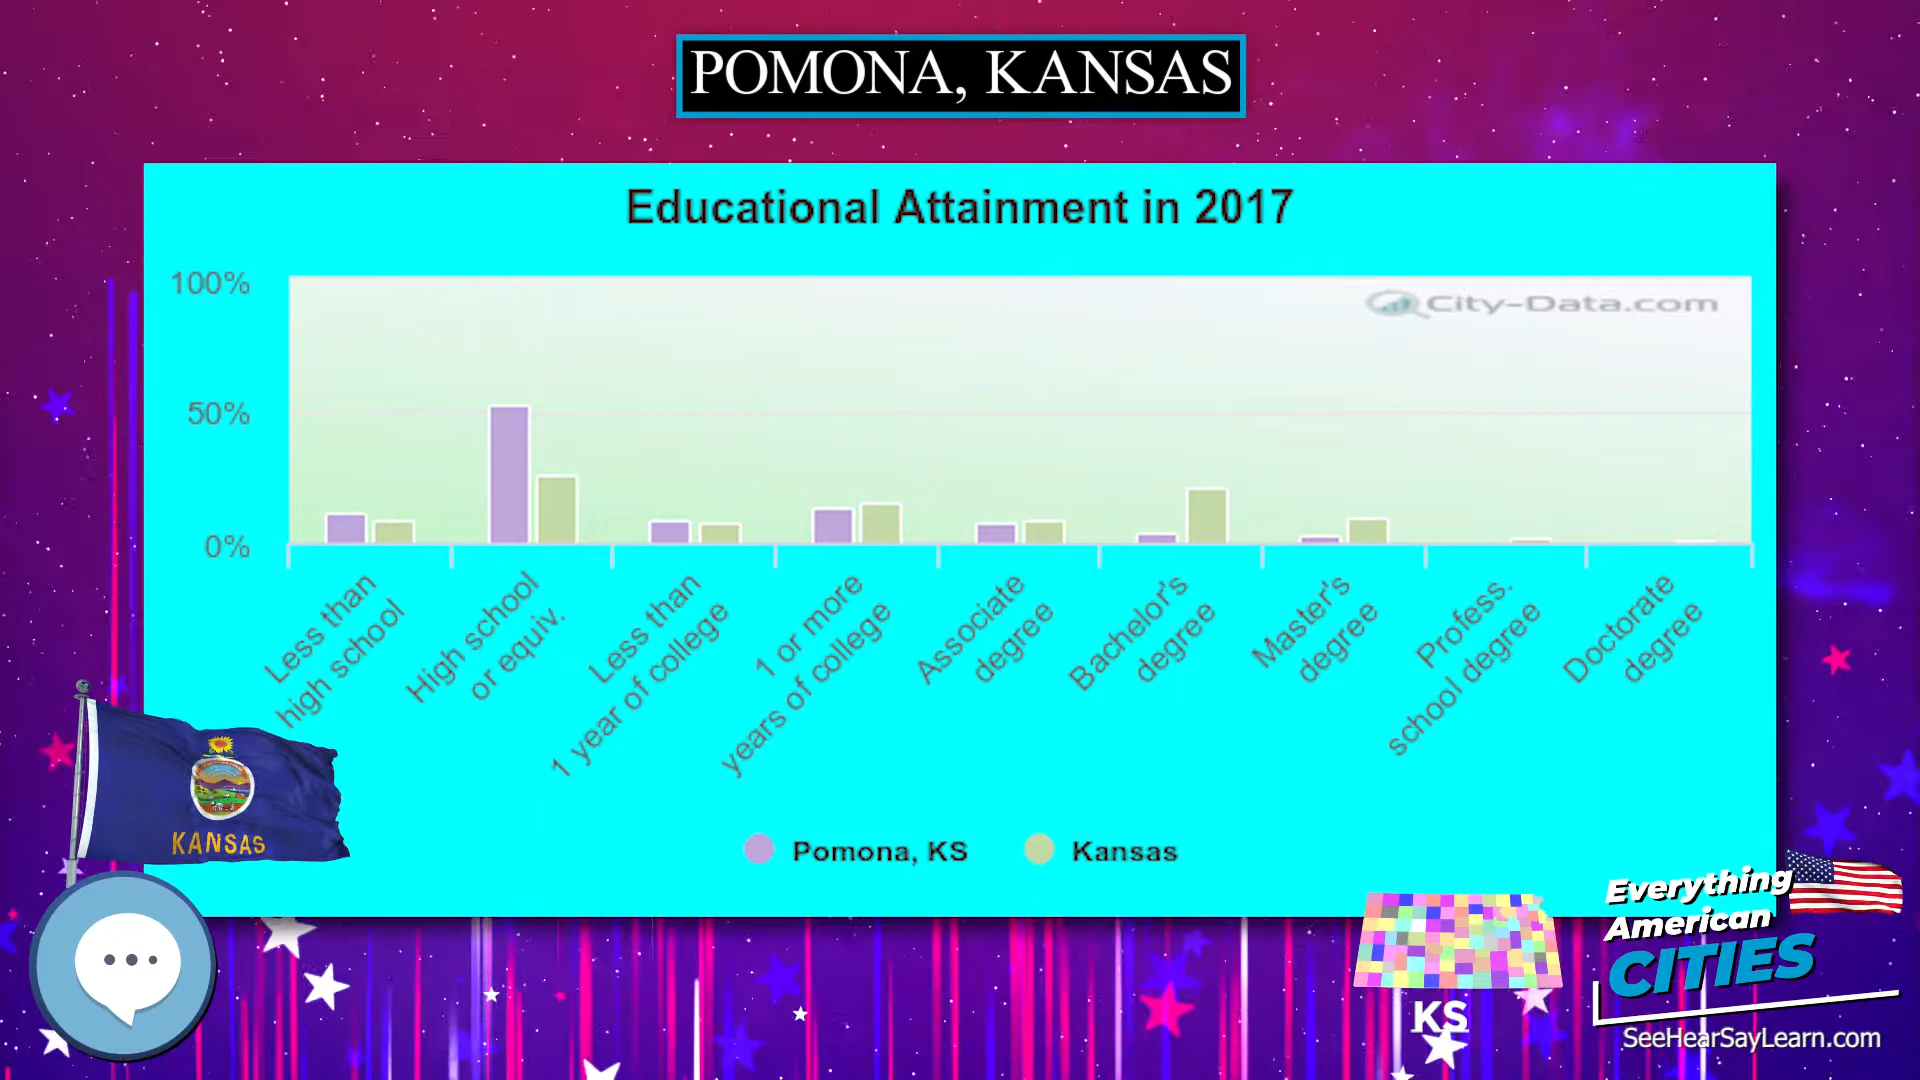 POMONA, KANSAS
Educational Attainment in 2017
100%
City-Data.com
50%
0%
Less than
high school
High school
or equiv.
Less than
1 year of college
1 or more
years of college
Associate
degree
Bachelor's
degree
Master's
degree
Profess.
school degree
Doctorate
degree
Pomona, KS
Kansas
KANSAS
KS
Everything
American
CITIES
SeeHearSayLearn.com